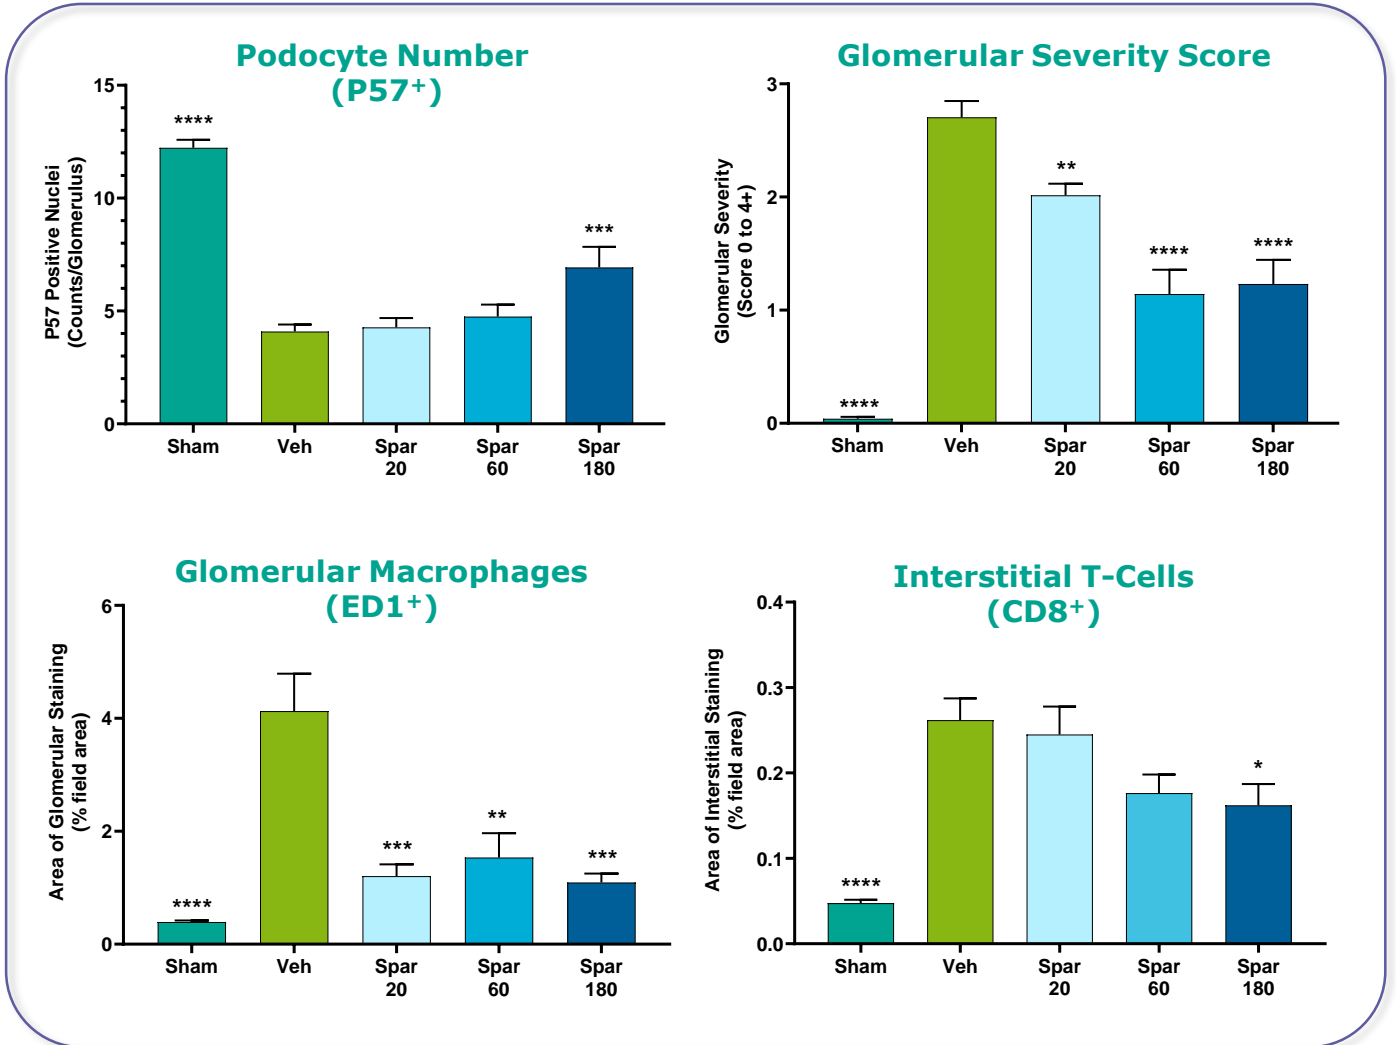 Podocyte Number
(P57⁺)
P57 Positive Nuclei
(Counts/Glomerulus)
15
10
5
0
****
***
Sham
Veh
Spar
20
Spar
60
Spar
180
Glomerular Severity Score
Glomerular Severity
(Score 0 to 4+)
3
2
1
0
****
**
****
****
Sham
Veh
Spar
20
Spar
60
Spar
180
Glomerular Macrophages
(ED1⁺)
Area of Glomerular Staining
(% field area)
6
4
2
0
****
***
**
***
Sham
Veh
Spar
20
Spar
60
Spar
180
Interstitial T-Cells
(CD8⁺)
Area of Interstitial Staining
(% field area)
0.4
0.3
0.2
0.1
0.0
****
*
Sham
Veh
Spar
20
Spar
60
Spar
180